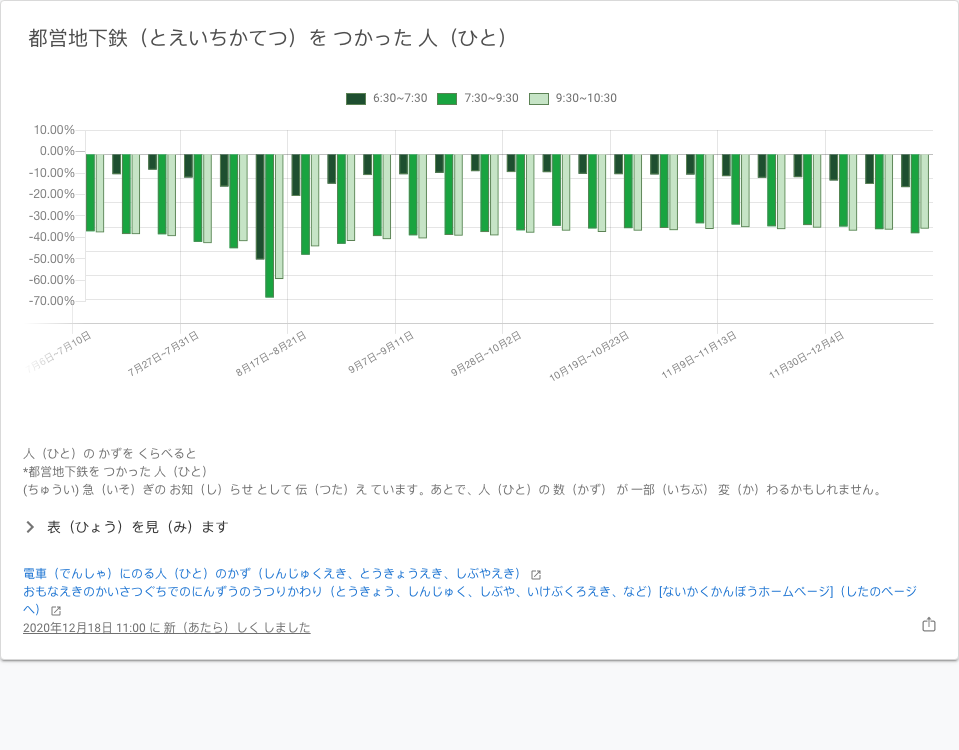 都営地下鉄（とえいちかてつ）を つかった 人（ひと）
6:30~7:30 7:30~9:30 9:30~10:30
10.00%
0.00%
-10.00%
-20.00%
-30.00%
-40.00%
-50.00%
-60.00%
-70.00%
月6日~7月10日
7月27日~7月31日
8月17日~8月21日
9月7日~9月11日
9月28日~10月2日
10月19日~10月23日
11月9日~11月13日
11月30日~12月4日
人（ひと）の かずを くらべると
*都営地下鉄を つかった 人（ひと）
(ちゅうい) 急（いそ）ぎの お知（し）らせ として 伝（つた）え ています。あとで、人（ひと）の 数（かず） が 一部（いちぶ） 変（か）わるかもしれません。
表（ひょう）を見（み）ます
電車（でんしゃ）にのる人（ひと）のかず（しんじゅくえき、とうきょうえき、しぶやえき）
おもなえきのかいさつぐちでのにんずうのうつりかわり（とうきょう、しんじゅく、しぶや、いけぶくろえき、など）[ないかくかんぼうホームページ]（したのページ
へ）
2020年12月18日 11:00 に 新（あたら）しく しました